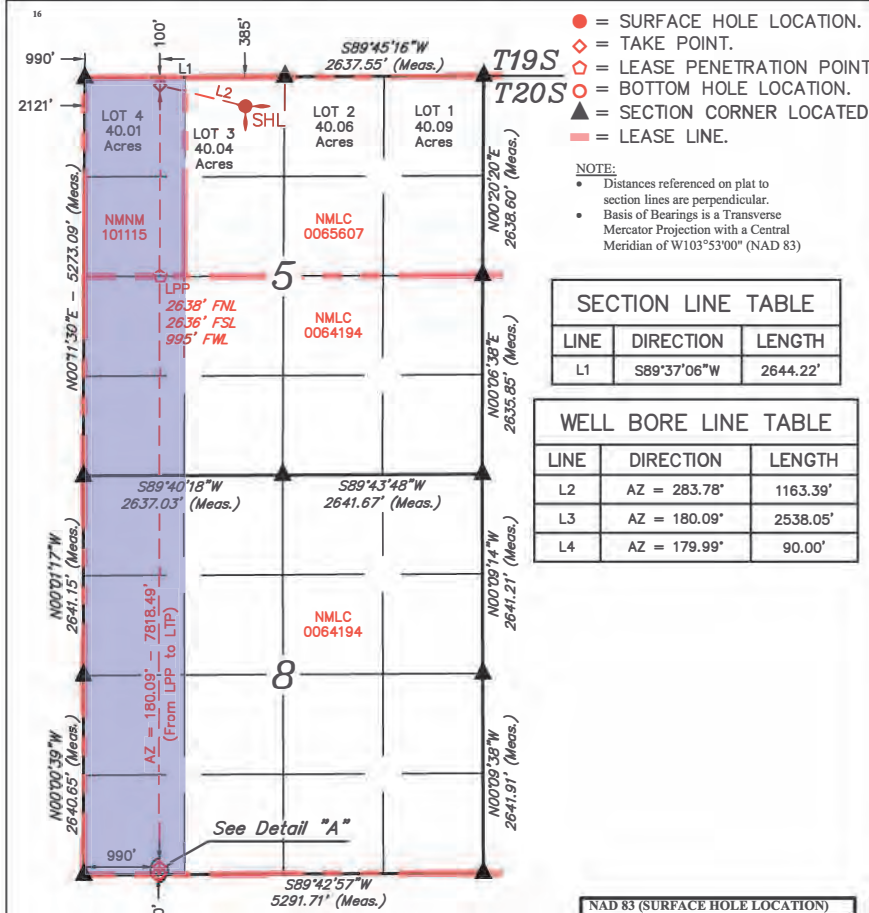 16
= SURFACE HOLE LOCATION.
= TAKE POINT.
= LEASE PENETRATION POINT
= BOTTOM HOLE LOCATION.
= SECTION CORNER LOCATED
= LEASE LINE.
NOTE:
• Distances referenced on plat to
section lines are perpendicular.
• Basis of Bearings is a Transverse
Mercator Projection with a Central
Meridian of W103°53'00" (NAD 83)
990'
100'
385'
L1
S89°45'16"W
2637.55' (Meas.)
T19S
T20S
2121'
L2
SHL
LOT 4
40.01
Acres
LOT 3
40.04
Acres
LOT 2
40.06
Acres
LOT 1
40.09
Acres
N00°20'20"E
2638.60' (Meas.)
NMNM
101115
NMLC
0065607
5
N00°11'30"E - 5273.09' (Meas.)
LPP
2638' FNL
2636' FSL
995' FWL
NMLC
0064194
N00°06'38"E
2635.85' (Meas.)
S89°40'18"W
2637.03' (Meas.)
S89°43'48"W
2641.67' (Meas.)
N00°01'17"W
2641.15' (Meas.)
N00°09'14"W
2641.21' (Meas.)
NMLC
0064194
8
AZ = 180.09° - 7818.49'
(From LPP to LTP)
N00°00'39"W
2640.65' (Meas.)
N00°09'38"W
2641.91' (Meas.)
See Detail "A"
990'
S89°42'57"W
5291.71' (Meas.)
SECTION LINE TABLE
LINE DIRECTION LENGTH
L1 S89°37'06"W 2644.22'
WELL BORE LINE TABLE
LINE DIRECTION LENGTH
L2 AZ = 283.78° 1163.39'
L3 AZ = 180.09° 2538.05'
L4 AZ = 179.99° 90.00'
NAD 83 (SURFACE HOLE LOCATION)